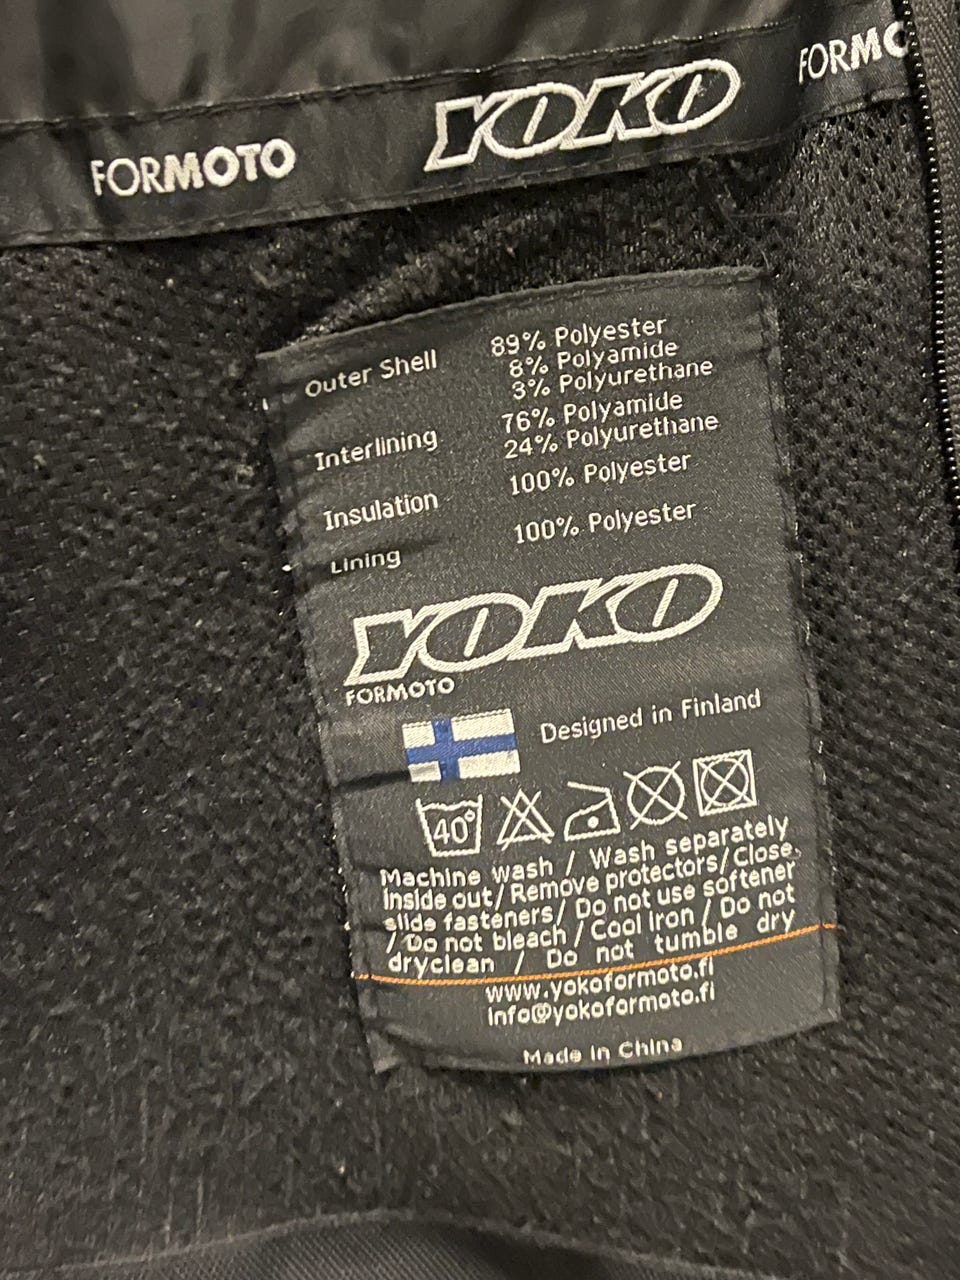 FORMOTO YOKO FORMO
Outer Shell 89% Polyester
8% Polyamide
3% Polyurethane
Interlining 76% Polyamide
24% Polyurethane
Insulation 100% Polyester
Lining 100% Polyester
YOKO
FORMOTO
Designed in Finland
40°
Machine wash / Wash separately
Inside out/ Remove protectors/ Close
slide fasteners/ Do not use softener
/ Do not bleach / Cool iron / Do not
dryclean / Do not tumble dry
www.yokoformoto.fi
info@yokoformoto.fi
Made in China